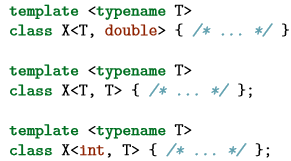 template <typename T>
class X<T, double> { /* ... */ }
template <typename T>
class X<T, T> { /* ... */ };
template <typename T>
class X<int, T> { /* ... */ };